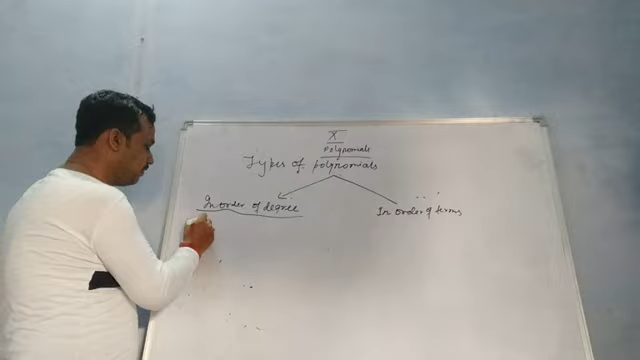 X
Polynomials
Types of polynomials
In order of degree
In order of terms